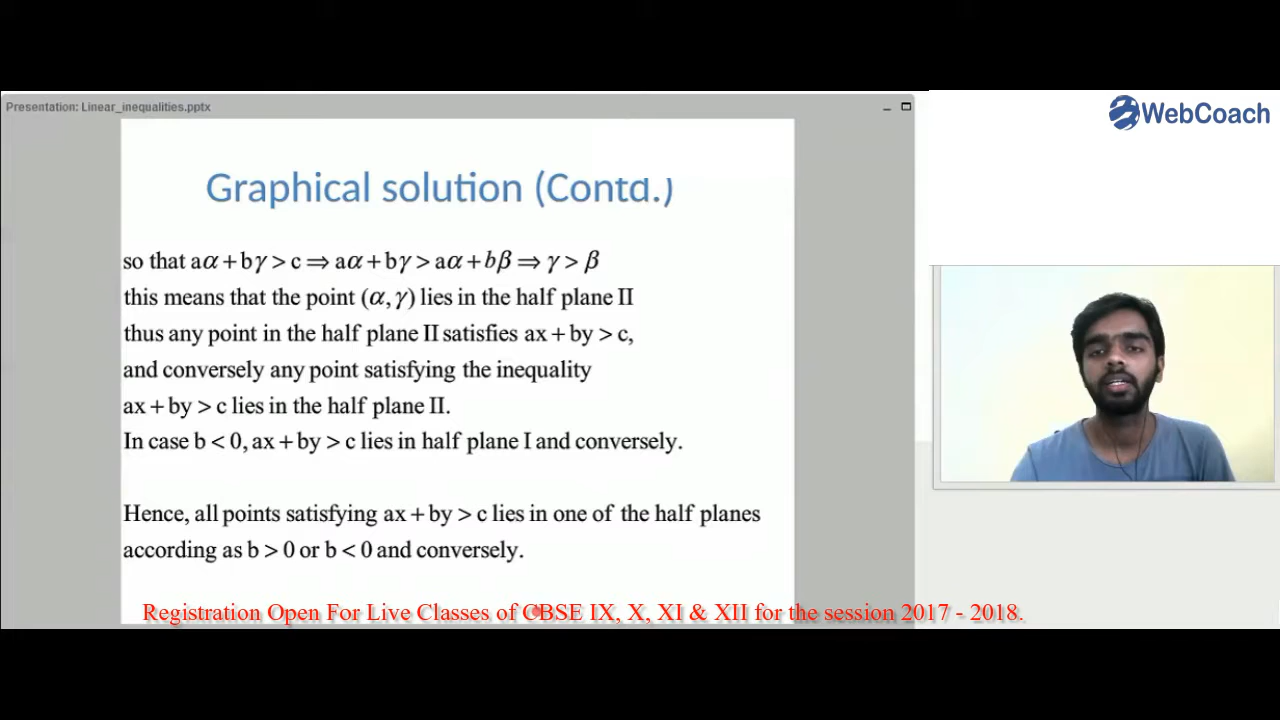 Presentation: Linear_inequalities.pptx
WebCoach
Graphical solution (Contd.)
so that aα + bγ > c ⇒ aα + bγ > aα + bβ ⇒ γ > β
this means that the point (α, γ) lies in the half plane II
thus any point in the half plane II satisfies ax + by > c,
and conversely any point satisfying the inequality
ax + by > c lies in the half plane II.
In case b < 0, ax + by > c lies in half plane I and conversely.
Hence, all points satisfying ax + by > c lies in one of the half planes
according as b > 0 or b < 0 and conversely.
Registration Open For Live Classes of CBSE IX, X, XI & XII for the session 2017 - 2018.